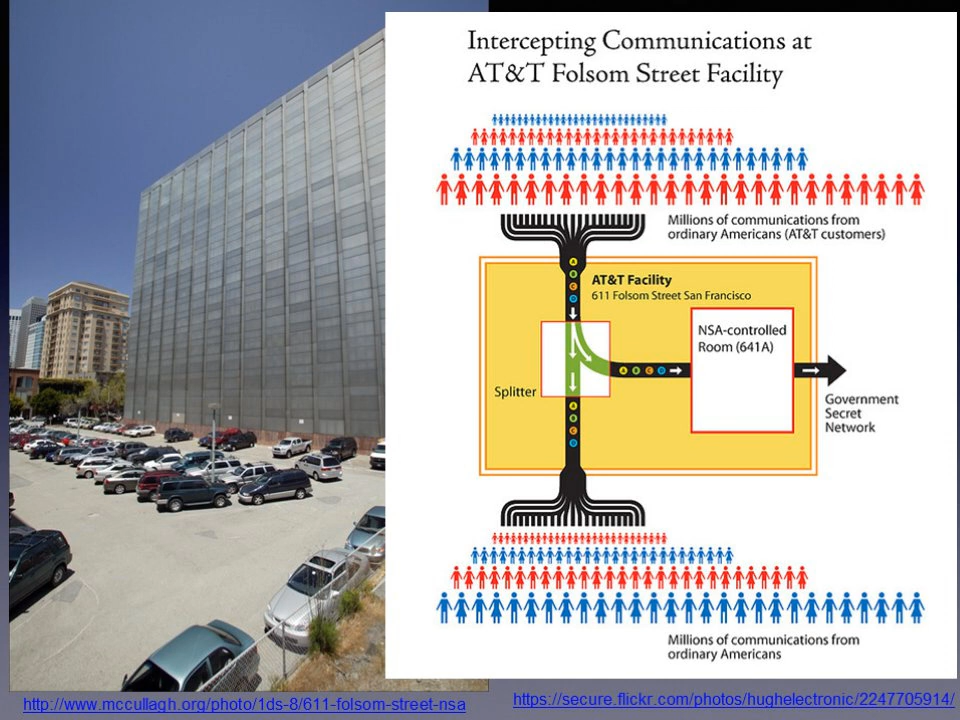 Intercepting Communications at
AT&T Folsom Street Facility
Millions of communications from
ordinary Americans (AT&T customers)
AT&T Facility
611 Folsom Street San Francisco
A
B
C
D
NSA-controlled
Room (641A)
Splitter
A B C D
Government
Secret
Network
A
B
C
D
Millions of communications from
ordinary Americans
http://www.mccullagh.org/photo/1ds-8/611-folsom-street-nsa
https://secure.flickr.com/photos/hughelectronic/2247705914/